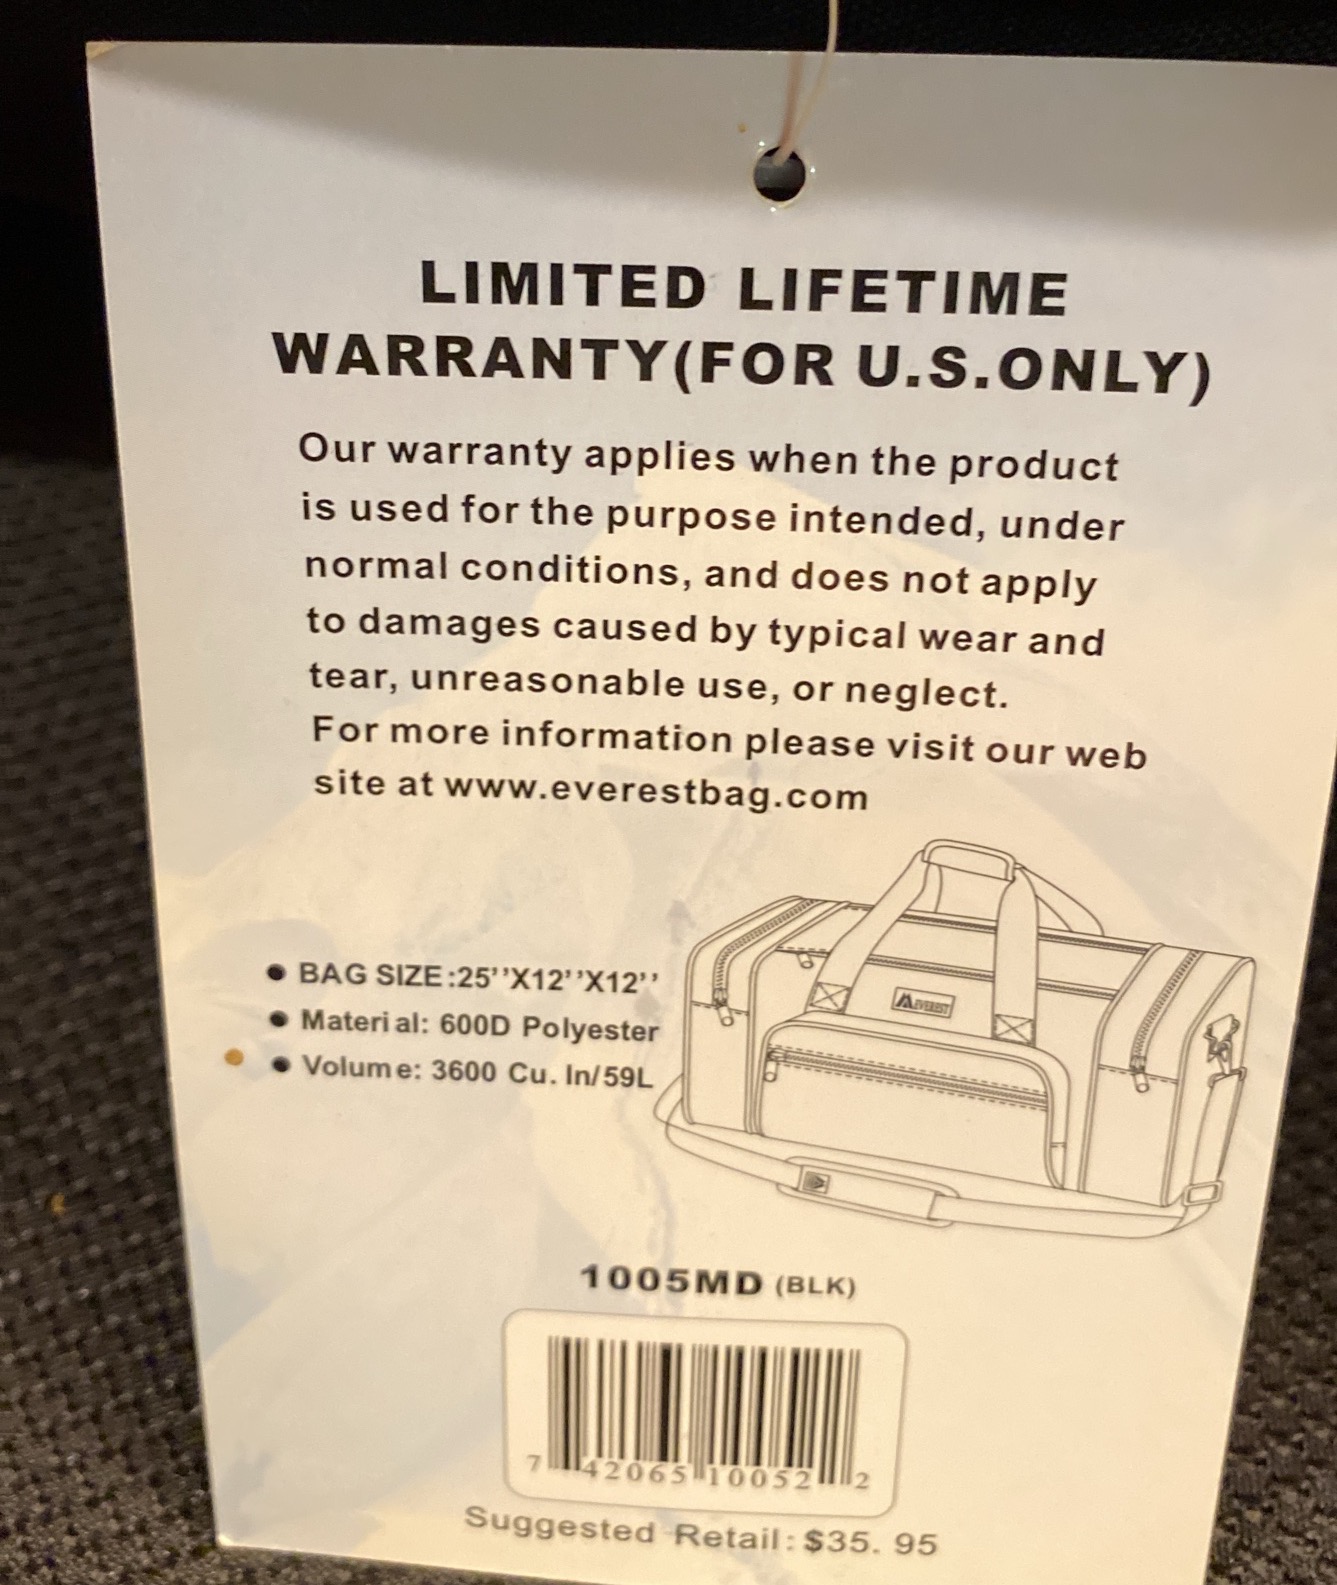 LIMITED LIFETIME
WARRANTY(FOR U.S.ONLY)
Our warranty applies when the product
is used for the purpose intended, under
normal conditions, and does not apply
to damages caused by typical wear and
tear, unreasonable use, or neglect.
For more information please visit our web
site at www.everestbag.com
● BAG SIZE:25''X12''X12''
● Material: 600D Polyester
● Volume: 3600 Cu. In/59L
EVEREST
1005MD (BLK)
7 42065 10052 2
Suggested Retail: $35. 95